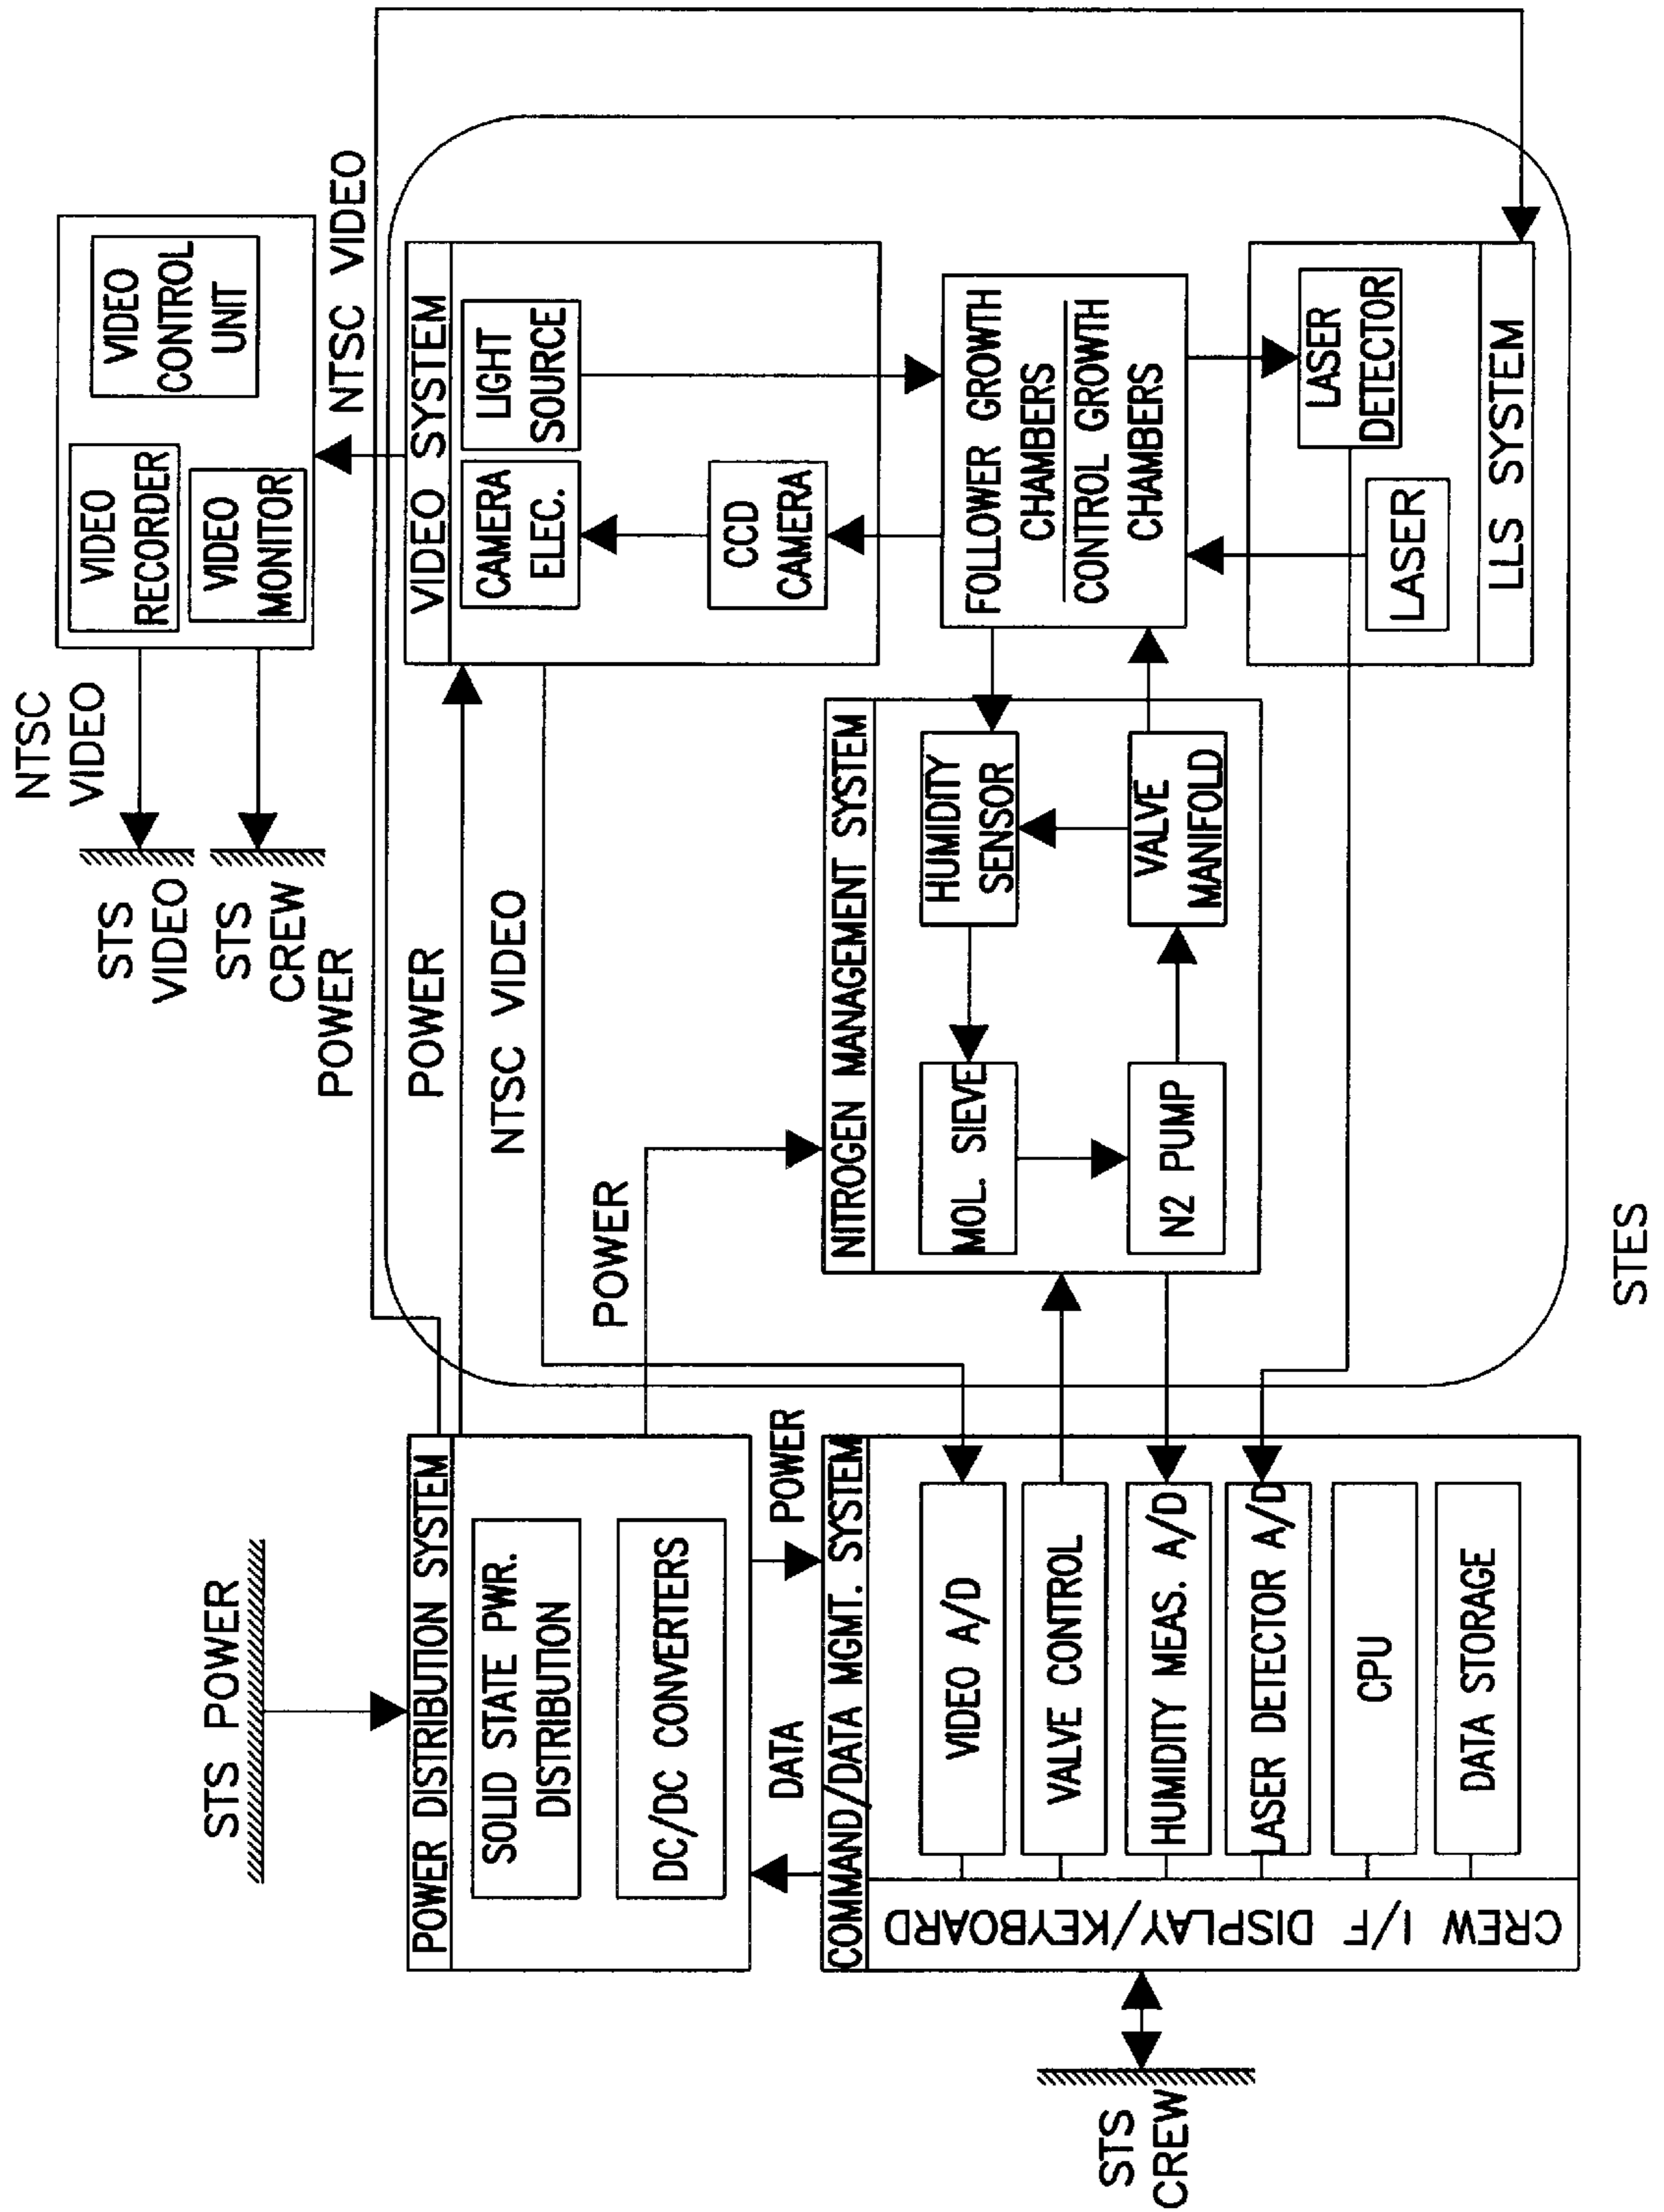 STS POWER
POWER DISTRIBUTION SYSTEM
SOLID STATE PWR.
DISTRIBUTION
DC/DC CONVERTERS
DATA
POWER
COMMAND/DATA MGMT. SYSTEM
VIDEO A/D
VALVE CONTROL
HUMIDITY MEAS. A/D
LASER DETECTOR A/D
CPU
DATA STORAGE
CREW I/F DISPLAY/KEYBOARD
STS
CREW
NTSC
VIDEO
STS
VIDEO
STS
CREW
POWER
POWER
NTSC VIDEO
POWER
VIDEO
RECORDER
VIDEO
MONITOR
VIDEO
CONTROL
UNIT
NTSC VIDEO
VIDEO SYSTEM
CAMERA
ELEC.
LIGHT
SOURCE
CCD
CAMERA
NITROGEN MANAGEMENT SYSTEM
MOL. SIEVE
HUMIDITY
SENSOR
N2 PUMP
VALVE
MANIFOLD
FOLLOWER GROWTH
CHAMBERS
CONTROL GROWTH
CHAMBERS
LASER
LASER
DETECTOR
LLS SYSTEM
STES